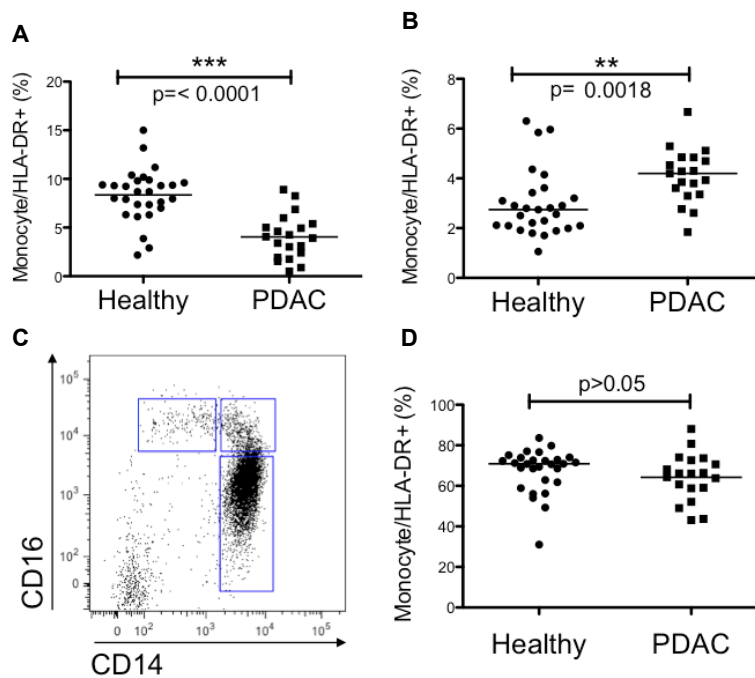 A
***
p=< 0.0001
Monocyte/HLA-DR+ (%)
20
15
10
5
0
Healthy
PDAC
B
**
p= 0.0018
Monocyte/HLA-DR+ (%)
8
6
4
2
0
Healthy
PDAC
C
CD16
10^5
10^4
10^3
10^2
0
0 10^2 10^3 10^4 10^5
CD14
D
p>0.05
Monocyte/HLA-DR+ (%)
100
80
60
40
20
0
Healthy
PDAC